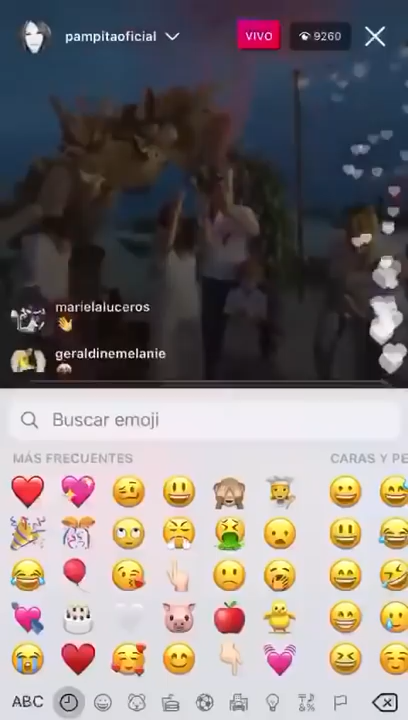 pampitaoficial
VIVO
9260
marielaluceros
geraldinemelanie
Buscar emoji
MÁS FRECUENTES
CARAS Y PE
ABC